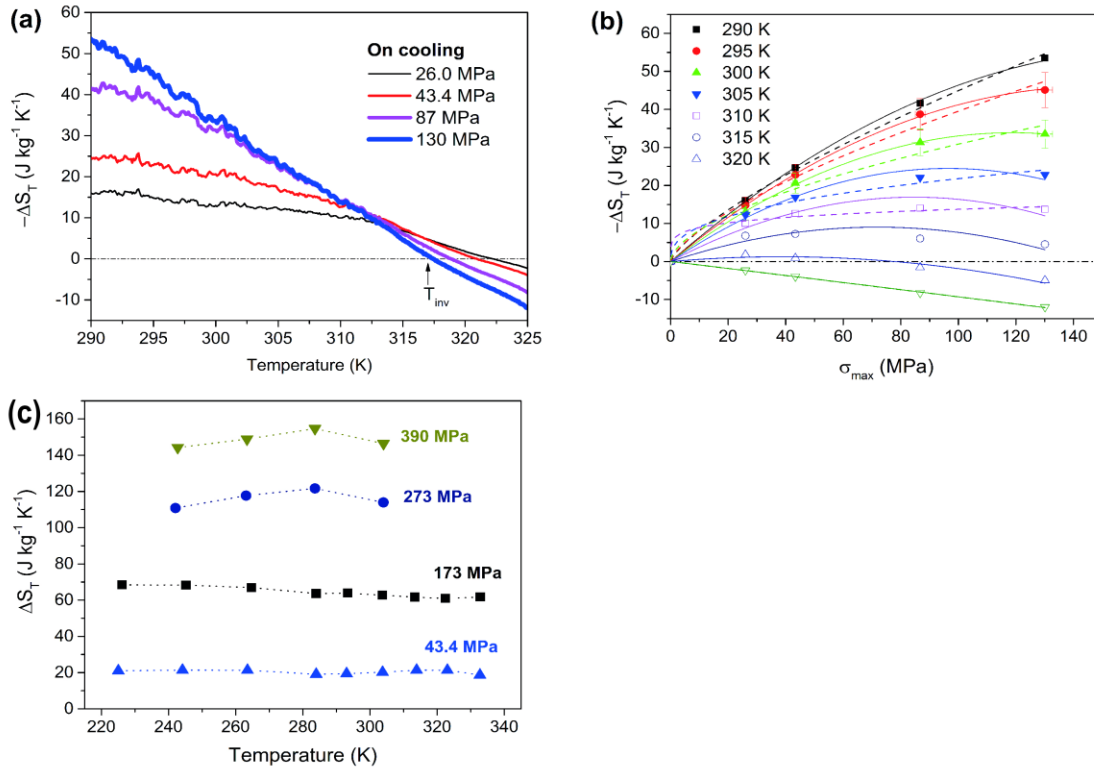 (a)
60
50
40
30
20
10
0
-10
−ΔS_T (J kg⁻¹ K⁻¹)
On cooling
26.0 MPa
43.4 MPa
87 MPa
130 MPa
T_inv
290 295 300 305 310 315 320 325
Temperature (K)
(b)
50
40
30
20
10
0
-10
−ΔS_T (J kg⁻¹ K⁻¹)
290 K
295 K
300 K
305 K
310 K
315 K
320 K
0 20 40 60 80 100 120 140
σ_max (MPa)
(c)
160
140
120
100
80
60
40
20
0
ΔS_T (J kg⁻¹ K⁻¹)
390 MPa
273 MPa
173 MPa
43.4 MPa
220 240 260 280 300 320 340
Temperature (K)